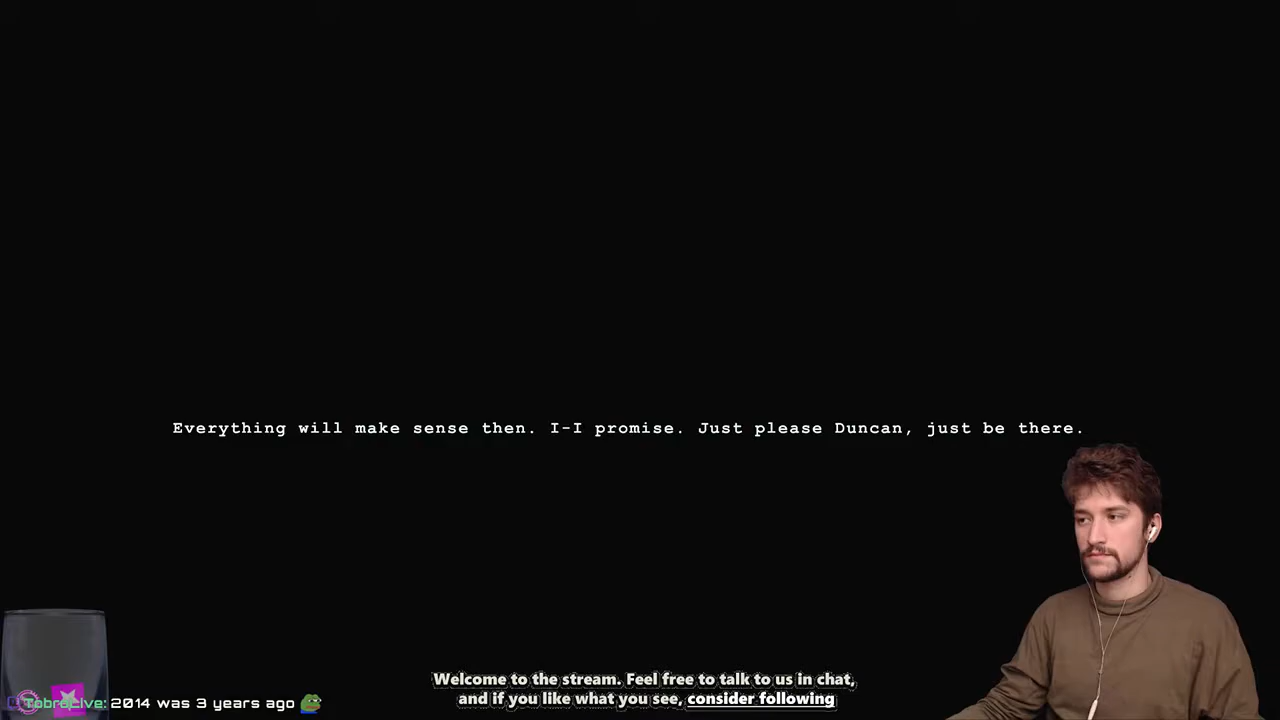 Everything will make sense then. I-I promise. Just please Duncan, just be there.
Welcome to the stream. Feel free to talk to us in chat,
and if you like what you see, consider following
TobroLive: 2014 was 3 years ago